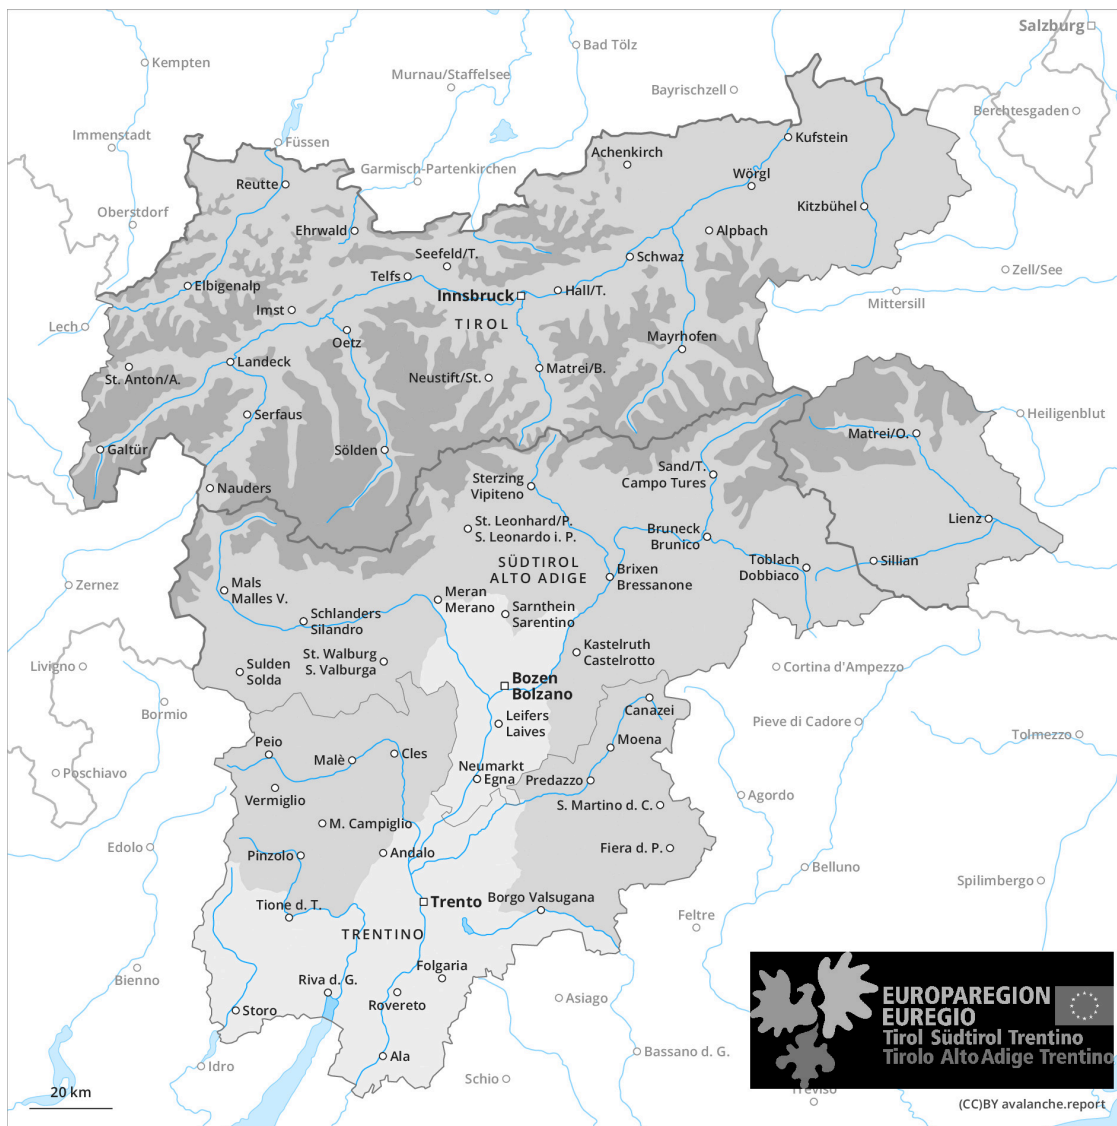 Salzburg
Bad Tölz
Kempten
Murnau/Staffelsee
Bayrischzell
Berchtesgaden
Immenstadt
Füssen
Kufstein
Achenkirch
Garmisch-Partenkirchen
Wörgl
Reutte
Oberstdorf
Kitzbühel
Ehrwald
Alpbach
Seefeld/T.
Schwaz
Telfs
Zell/See
Elbigenalp
Innsbruck
Hall/T.
Mittersill
Imst
TIROL
Lech
Oetz
Mayrhofen
Landeck
St. Anton/A.
Neustift/St.
Matrei/B.
Serfaus
Heiligenblut
Matrei/O.
Galtür
Sölden
Sand/T.
Campo Tures
Sterzing
Vipiteno
Nauders
Lienz
St. Leonhard/P.
S. Leonardo i. P.
Bruneck
Brunico
SÜDTIROL
ALTO ADIGE
Toblach
Dobbiaco
Sillian
Brixen
Bressanone
Zernez
Mals
Malles V.
Meran
Merano
Sarnthein
Sarentino
Schlanders
Silandro
Kastelruth
Castelrotto
St. Walburg
S. Valburga
Livigno
Sulden
Solda
Cortina d'Ampezzo
Bozen
Bolzano
Bormio
Canazei
Leifers
Laives
Pieve di Cadore
Tolmezzo
Moena
Peio
Malè
Cles
Poschiavo
Neumarkt
Egna
Predazzo
Vermiglio
Agordo
S. Martino d. C.
M. Campiglio
Edolo
Pinzolo
Andalo
Fiera d. P.
Belluno
Spilimbergo
Trento
Borgo Valsugana
Tione d. T.
Feltre
TRENTINO
Bienno
Folgaria
Riva d. G.
Rovereto
Asiago
Storo
EUROPAREGION
EUREGIO
Tirol Südtirol Trentino
Tirolo Alto Adige Trentino
Ala
Idro
Bassano d. G.
Schio
Treviso
20 km
(CC)BY avalanche.report